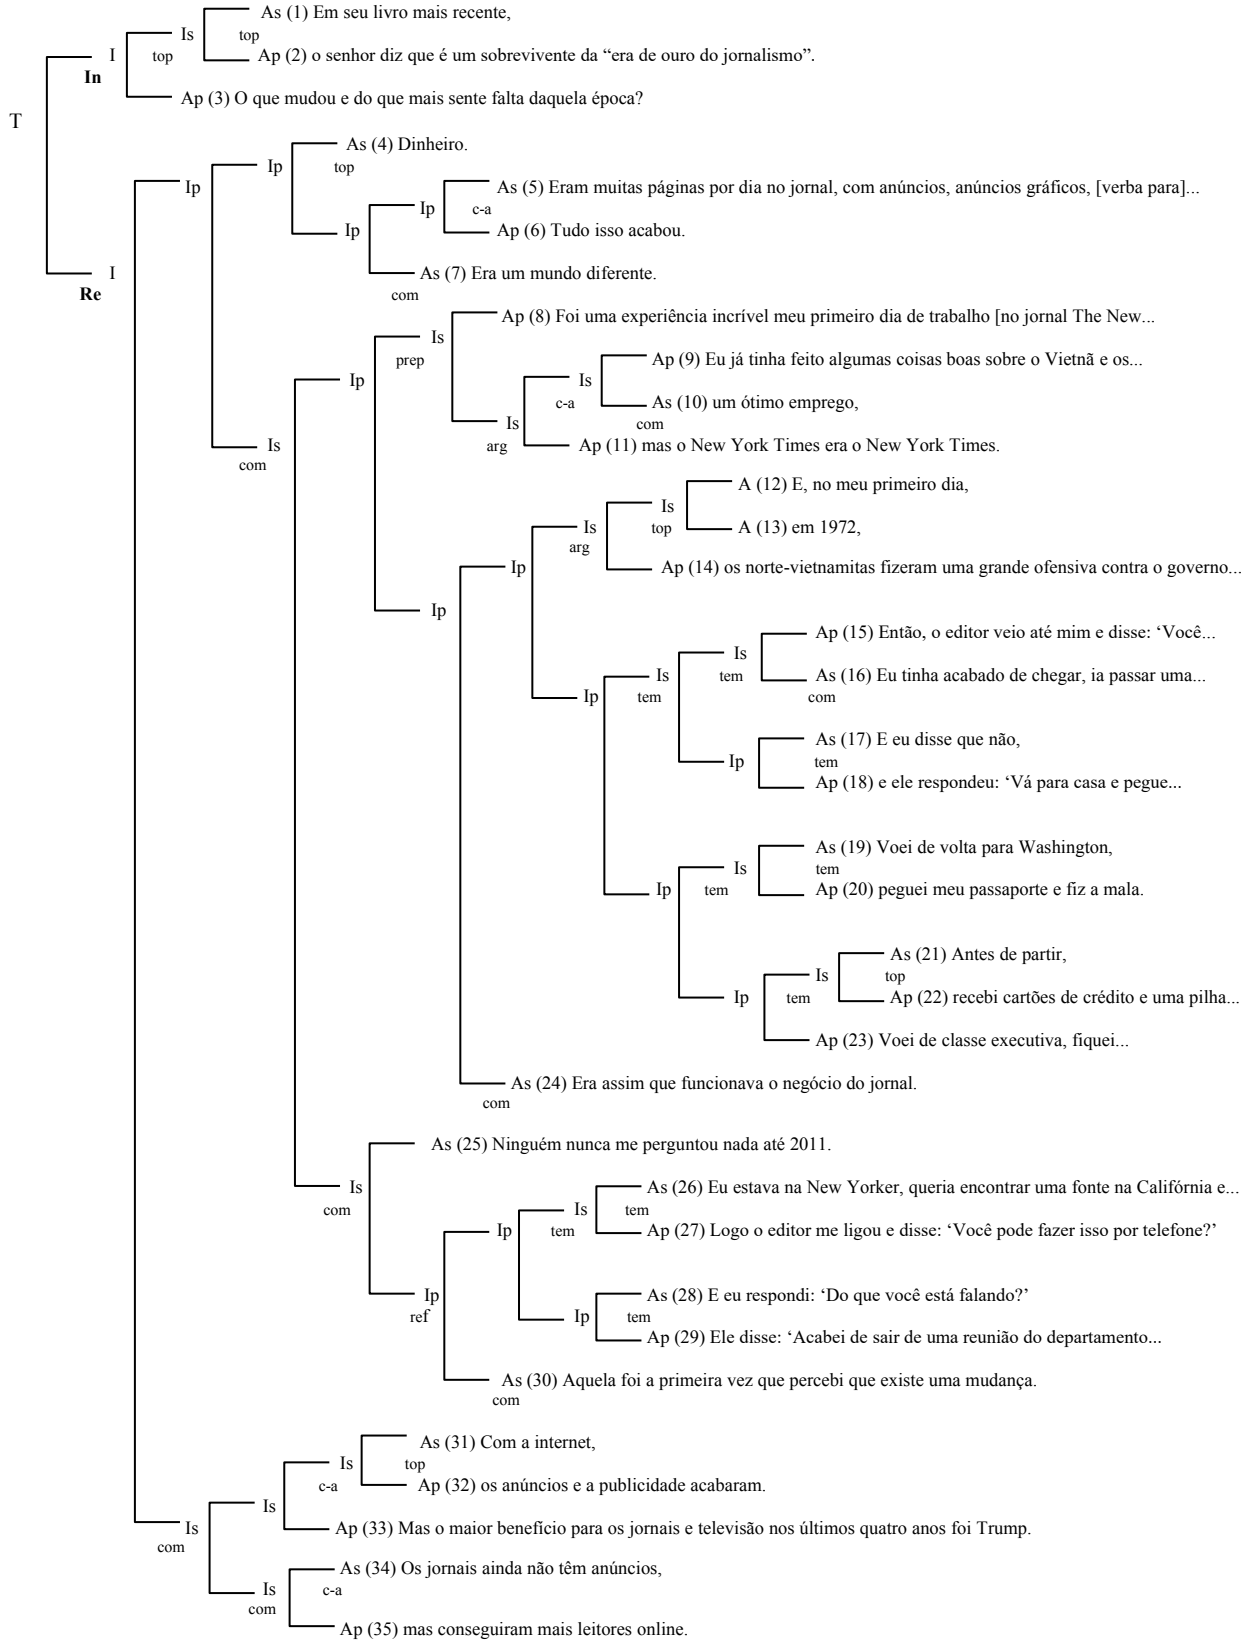 As (1) Em seu livro mais recente,
Is
top
I
top
Ap (2) o senhor diz que é um sobrevivente da “era de ouro do jornalismo”.
In
Ap (3) O que mudou e do que mais sente falta daquela época?
T
As (4) Dinheiro.
Ip
top
Ip
As (5) Eram muitas páginas por dia no jornal, com anúncios, anúncios gráficos, [verba para]...
Ip
c-a
Ip
Ap (6) Tudo isso acabou.
I
As (7) Era um mundo diferente.
Re
com
Ap (8) Foi uma experiência incrível meu primeiro dia de trabalho [no jornal The New...
Is
prep
Ap (9) Eu já tinha feito algumas coisas boas sobre o Vietnã e os...
Ip
Is
c-a
As (10) um ótimo emprego,
Is
com
Is
arg
Ap (11) mas o New York Times era o New York Times.
com
A (12) E, no meu primeiro dia,
Is
Is
top
A (13) em 1972,
arg
Ip
Ap (14) os norte-vietnamitas fizeram uma grande ofensiva contra o governo...
Ip
Ap (15) Então, o editor veio até mim e disse: ‘Você...
Is
Is
tem
As (16) Eu tinha acabado de chegar, ia passar uma...
Ip
tem
com
As (17) E eu disse que não,
Ip
tem
Ap (18) e ele respondeu: ‘Vá para casa e pegue...
As (19) Voei de volta para Washington,
Is
tem
Ip
tem
Ap (20) peguei meu passaporte e fiz a mala.
As (21) Antes de partir,
Is
top
Ip
tem
Ap (22) recebi cartões de crédito e uma pilha...
Ap (23) Voei de classe executiva, fiquei...
As (24) Era assim que funcionava o negócio do jornal.
com
As (25) Ninguém nunca me perguntou nada até 2011.
Is
com
As (26) Eu estava na New Yorker, queria encontrar uma fonte na Califórnia e...
Is
tem
Ip
tem
Ap (27) Logo o editor me ligou e disse: ‘Você pode fazer isso por telefone?’
Ip
ref
As (28) E eu respondi: ‘Do que você está falando?’
Ip
tem
Ap (29) Ele disse: ‘Acabei de sair de uma reunião do departamento...
As (30) Aquela foi a primeira vez que percebi que existe uma mudança.
com
As (31) Com a internet,
Is
top
c-a
Ap (32) os anúncios e a publicidade acabaram.
Is
Is
Ap (33) Mas o maior benefício para os jornais e televisão nos últimos quatro anos foi Trump.
com
As (34) Os jornais ainda não têm anúncios,
Is
c-a
com
Ap (35) mas conseguiram mais leitores online.